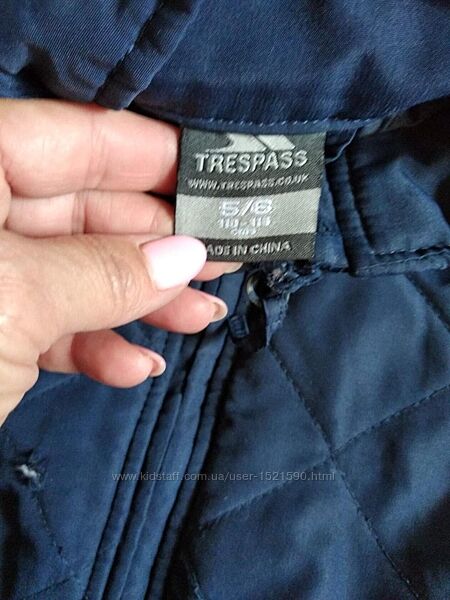 TRESPASS
WWW.TRESPASS.CO.UK
5/6
MADE IN CHINA
www.kidstaff.com.ua/user-1521590.html